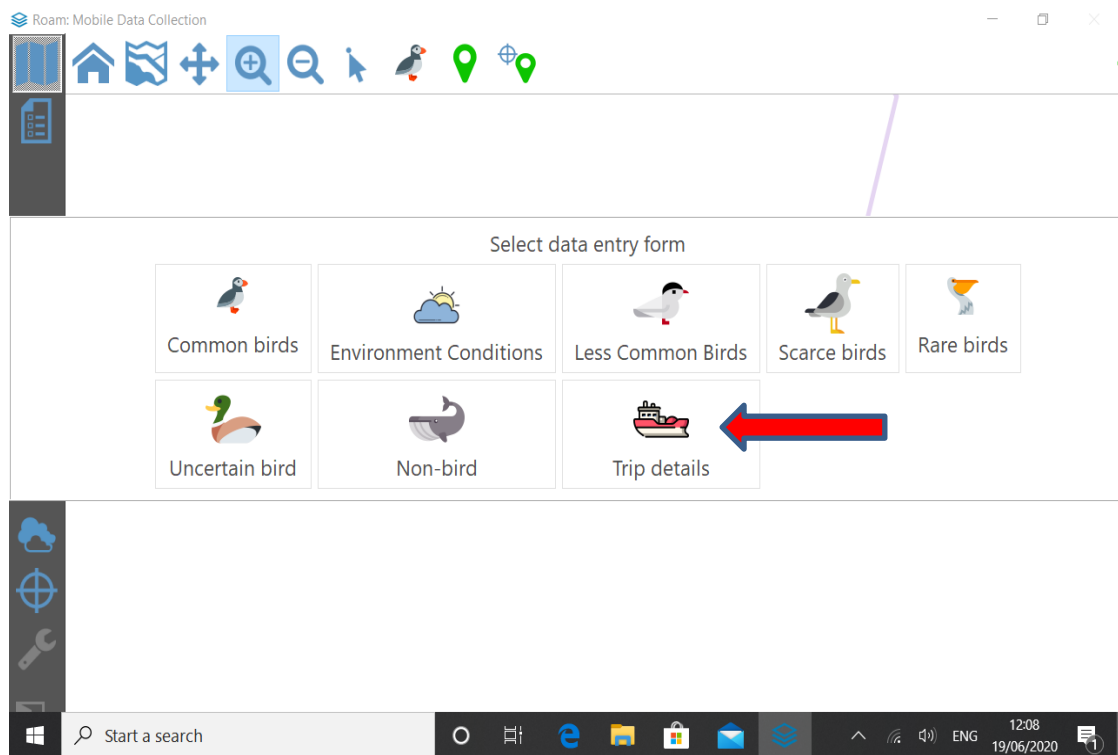 Roam: Mobile Data Collection
Select data entry form
Common birds
Environment Conditions
Less Common Birds
Scarce birds
Rare birds
Uncertain bird
Non-bird
Trip details
Start a search
ENG
12:08
19/06/2020
1